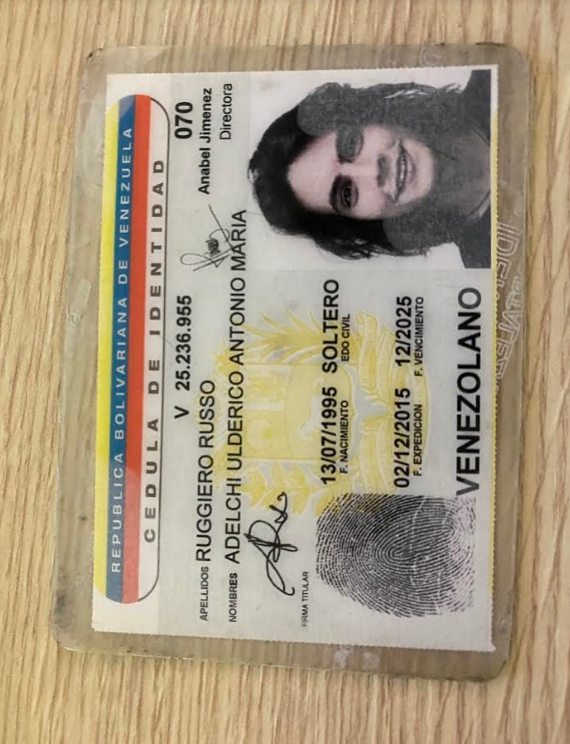 REPUBLICA BOLIVARIANA DE VENEZUELA
CEDULA DE IDENTIDAD
V 25.236.955
070
Anabel Jimenez
Directora
APELLIDOS RUGGIERO RUSSO
NOMBRES ADELCHI ULDERICO ANTONIO MARIA
FIRMA TITULAR
13/07/1995 SOLTERO
F. NACIMIENTO EDO CIVIL
02/12/2015 12/2025
F. EXPEDICION F. VENCIMIENTO
VENEZOLANO